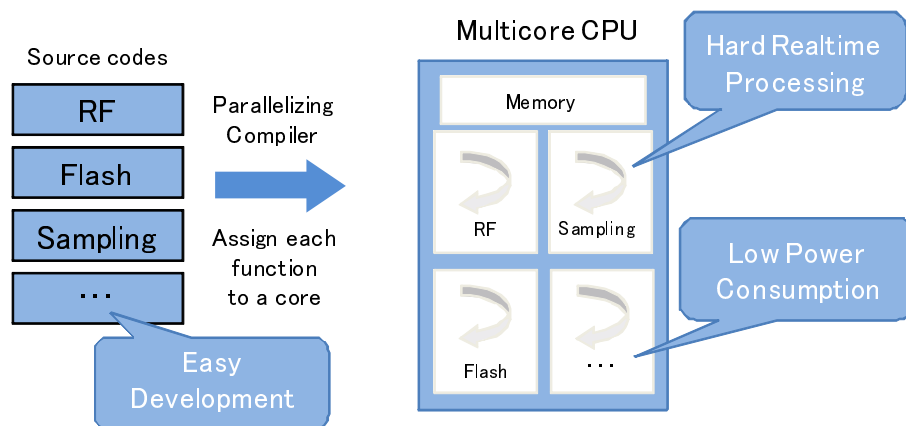 Source codes
RF
Flash
Sampling
...
Easy
Development
Parallelizing
Compiler
Assign each
function
to a core
Multicore CPU
Memory
RF
Sampling
Flash
...
Hard Realtime
Processing
Low Power
Consumption